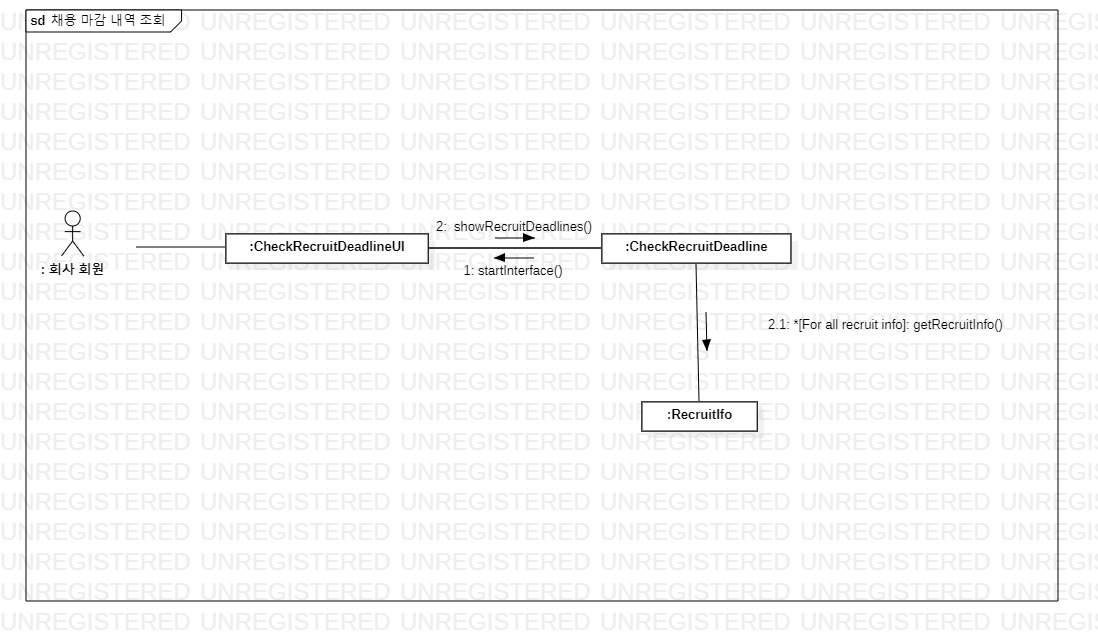 sd 채용 마감 내역 조회
2: showRecruitDeadlines()
:CheckRecruitDeadlineUI
:CheckRecruitDeadline
: 회사 회원
1: startInterface()
2.1: *[For all recruit info]: getRecruitInfo()
:RecruitIfo
UNREGISTERED UNREGISTERED UNREGISTERED UNREGISTERED UNREGISTERED UNREGIS